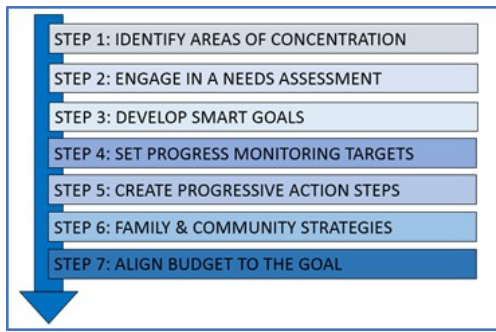 STEP 1: IDENTIFY AREAS OF CONCENTRATION
STEP 2: ENGAGE IN A NEEDS ASSESSMENT
STEP 3: DEVELOP SMART GOALS
STEP 4: SET PROGRESS MONITORING TARGETS
STEP 5: CREATE PROGRESSIVE ACTION STEPS
STEP 6: FAMILY & COMMUNITY STRATEGIES
STEP 7: ALIGN BUDGET TO THE GOAL